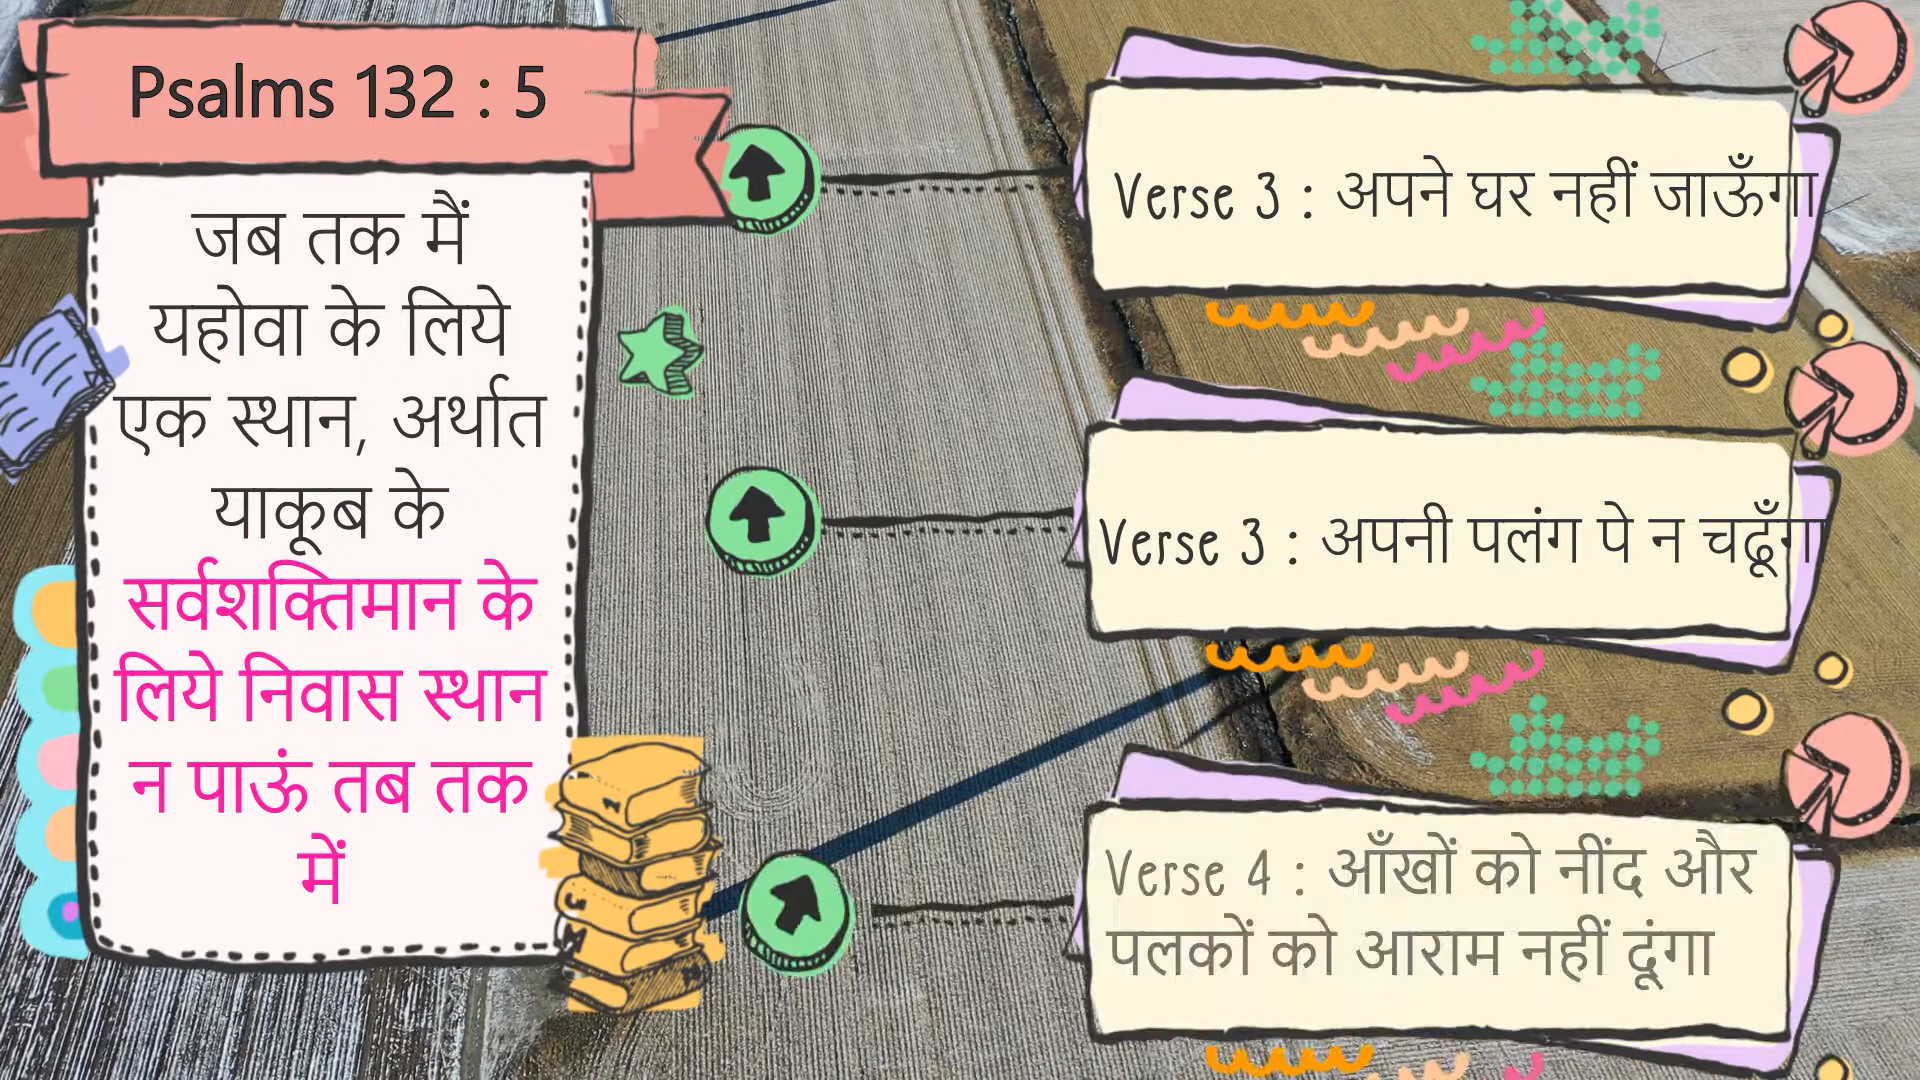 Psalms 132 : 5
जब तक मैं
यहोवा के लिये
एक स्थान, अर्थात
याकूब के
सर्वशक्तिमान के
लिये निवास स्थान
न पाऊं तब तक
में
Verse 3 : अपने घर नहीं जाऊँगा
Verse 3 : अपनी पलंग पे न चढूँगा
Verse 4 : आँखों को नींद और
पलकों को आराम नहीं दूंगा